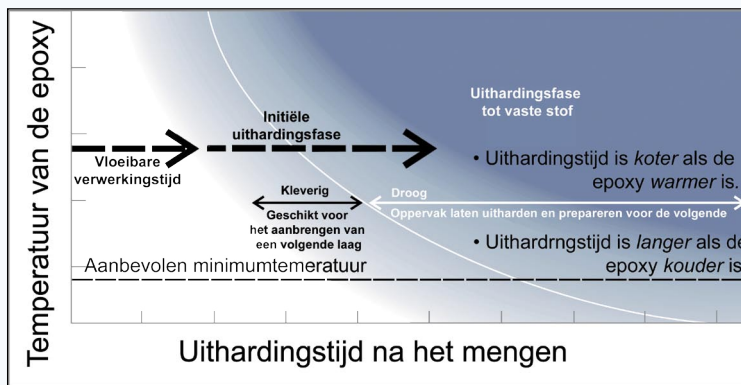 Temperatuur van de epoxy
Uithardingsfase
tot vaste stof
Initiële
uithardingsfase
Vloeibare
verwerkingstijd
• Uithardingstijd is koter als de
epoxy warmer is.
Kleverig
Droog
Geschikt voor
het aanbrengen van
een volgende laag
Oppervak laten uitharden en prepareren voor de volgende
• Uithardrngstijd is langer als de
epoxy kouder is
Aanbevolen minimumtemeratuur
Uithardingstijd na het mengen